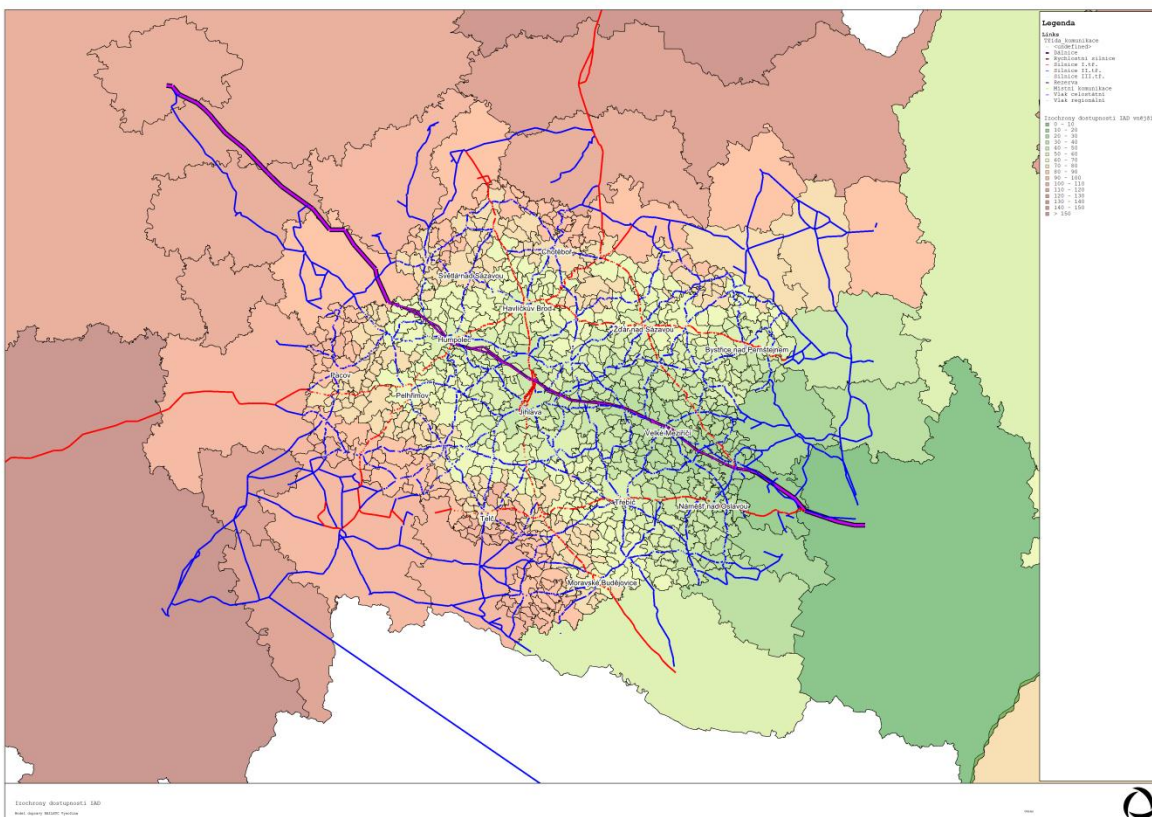 Legenda
Links
Třída_komunikace
<undefined>
Dálnice
Rychlostní silnice
Silnice I.tř.
Silnice II.tř.
Silnice III.tř.
Rezerva
Místní komunikace
Vlak celostátní
Vlak regionální
Izochrony dostupnosti IAD vnější
0 - 10
10 - 20
20 - 30
30 - 40
40 - 50
50 - 60
60 - 70
70 - 80
80 - 90
90 - 100
100 - 110
110 - 120
120 - 130
130 - 140
140 - 150
> 150
Chotěboř
Světlá nad Sázavou
Havlíčkův Brod
Žďár nad Sázavou
Humpolec
Bystřice nad Pernštejnem
Pacov
Pelhřimov
Jihlava
Velké Meziříčí
Třebíč
Náměšť nad Oslavou
Telč
Moravské Budějovice
Izochrony dostupnosti IAD